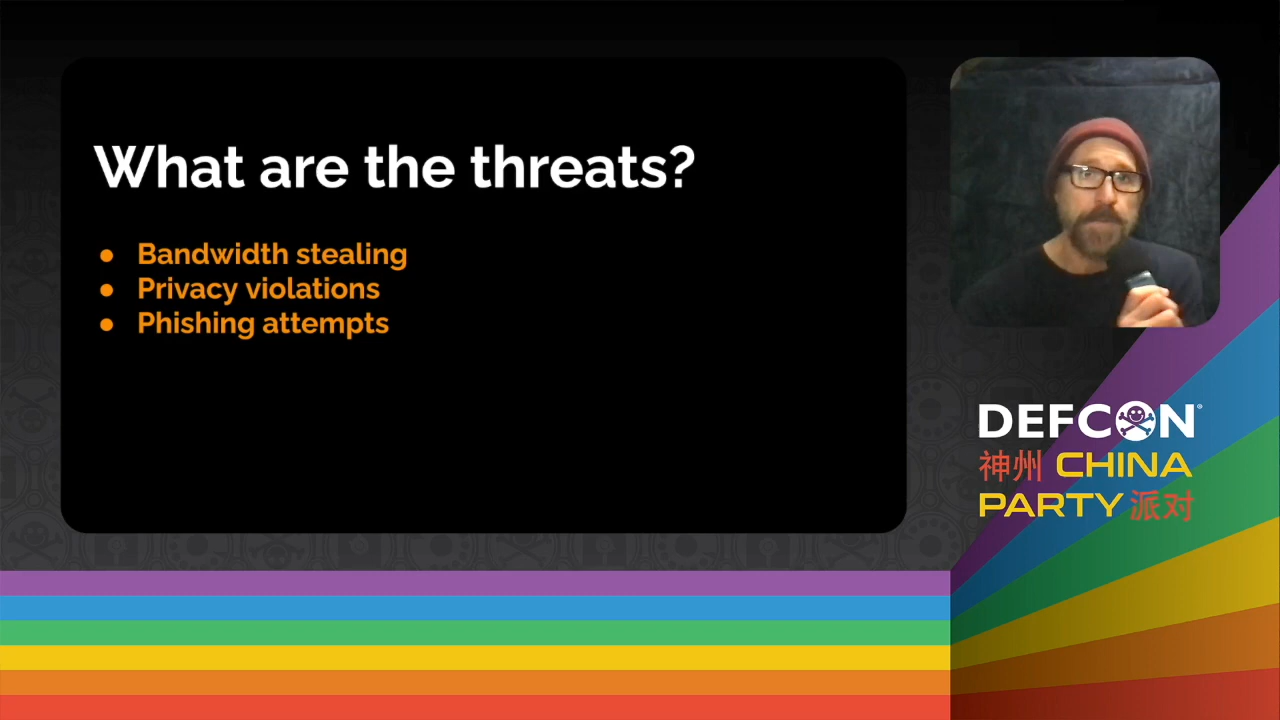 What are the threats?
● Bandwidth stealing
● Privacy violations
● Phishing attempts
DEFCON®
神州 CHINA
PARTY 派对